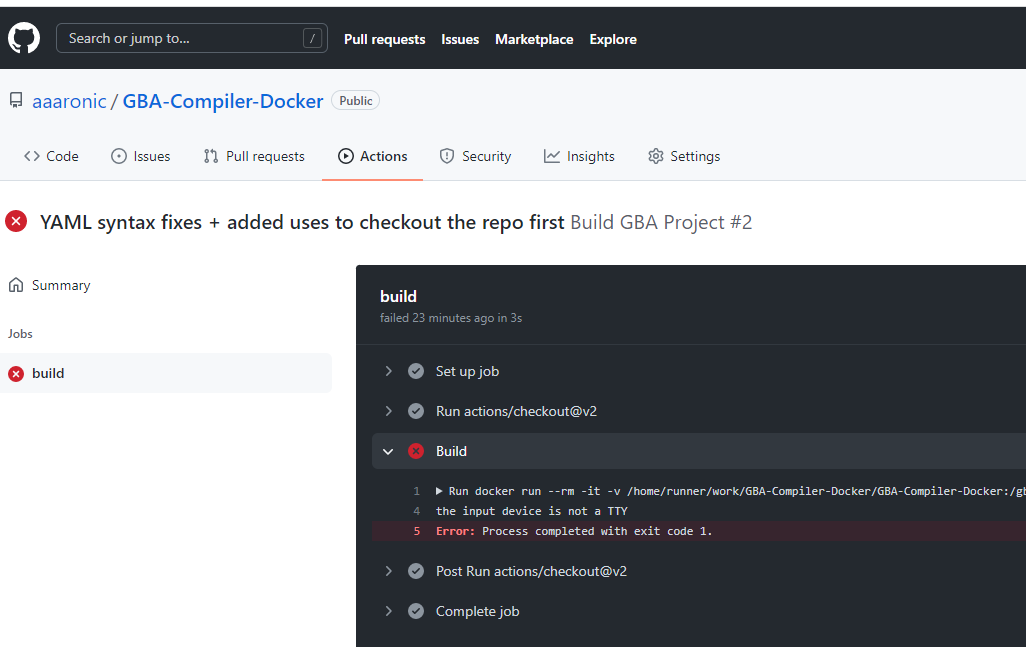 Search or jump to... /
Pull requests Issues Marketplace Explore
aaaronic / GBA-Compiler-Docker Public
Code Issues Pull requests Actions Security Insights Settings
YAML syntax fixes + added uses to checkout the repo first Build GBA Project #2
Summary
Jobs
build
build
failed 23 minutes ago in 3s
Set up job
Run actions/checkout@v2
Build
1 Run docker run --rm -it -v /home/runner/work/GBA-Compiler-Docker/GBA-Compiler-Docker:/gb
4 the input device is not a TTY
5 Error: Process completed with exit code 1.
Post Run actions/checkout@v2
Complete job